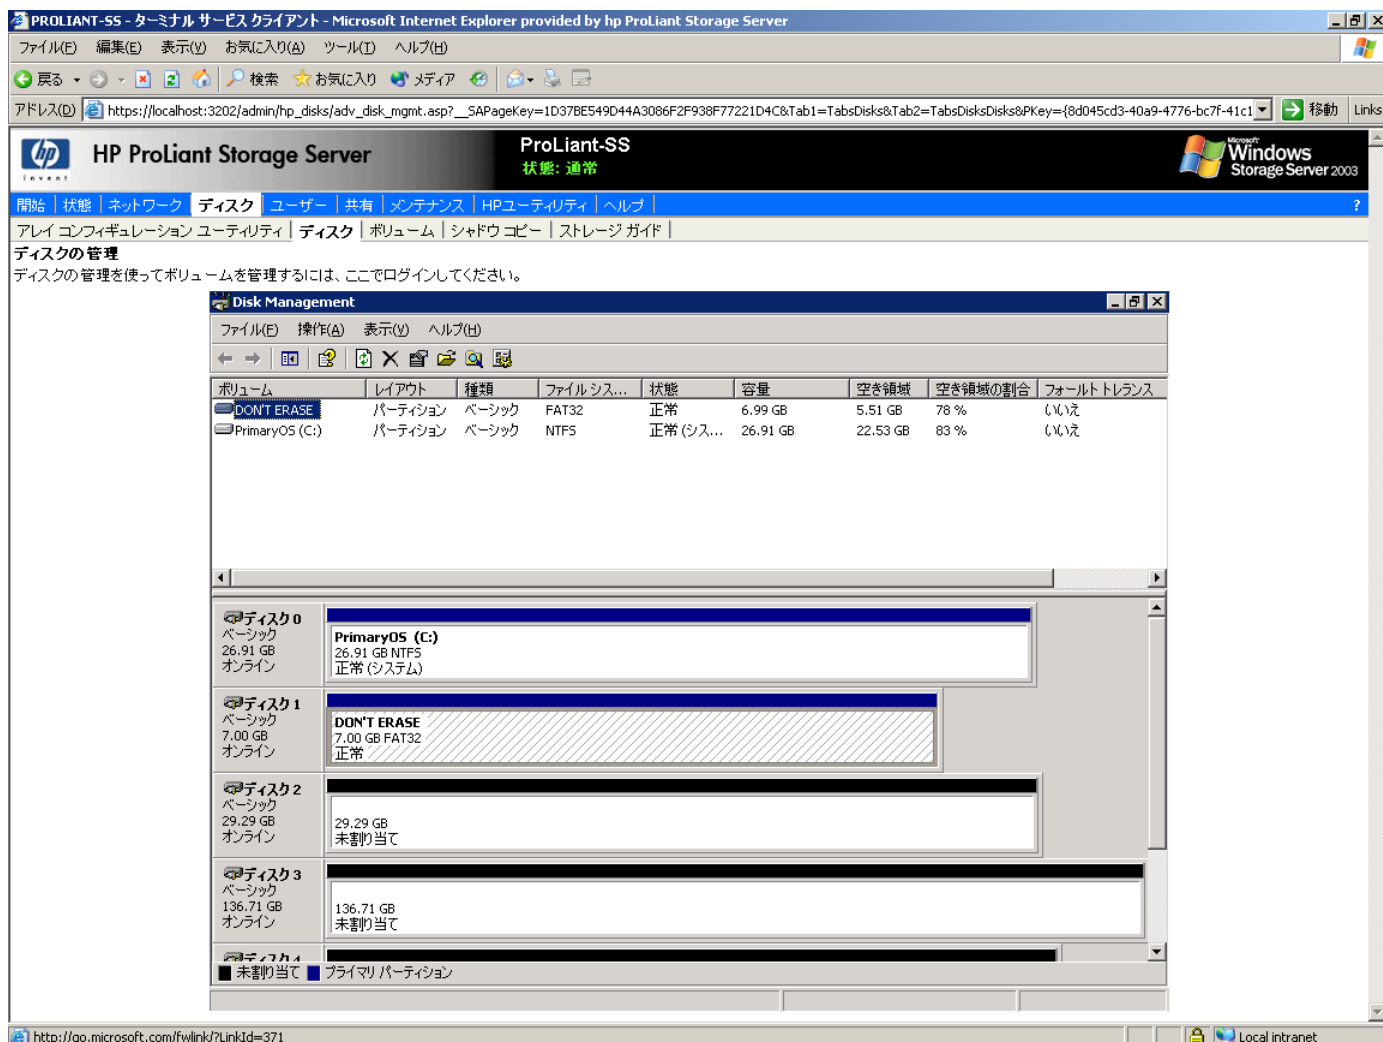 PROLIANT-SS - ターミナル サービス クライアント - Microsoft Internet Explorer provided by hp ProLiant Storage Server
ファイル(F) 編集(E) 表示(V) お気に入り(A) ツール(T) ヘルプ(H)
戻る 検索 お気に入り メディア
アドレス(D) https://localhost:3202/admin/hp_disks/adv_disk_mgmt.asp?__SAPageKey=1D37BE549D44A3086F2F938F77221D4C&Tab1=TabsDisks&Tab2=TabsDisksDisks&PKey={8d045cd3-40a9-4776-bc7f-41c1 移動 Links
hp HP ProLiant Storage Server ProLiant-SS Microsoft Windows
invent 状態: 通常 Storage Server 2003
開始 | 状態 | ネットワーク | ディスク | ユーザー | 共有 | メンテナンス | HPユーティリティ | ヘルプ | ?
アレイ コンフィギュレーション ユーティリティ | ディスク | ボリューム | シャドウ コピー | ストレージ ガイド |
ディスクの管理
ディスクの管理を使ってボリュームを管理するには、ここでログインしてください。
Disk Management
ファイル(F) 操作(A) 表示(V) ヘルプ(H)
ボリューム レイアウト 種類 ファイル シス... 状態 容量 空き領域 空き領域の割合 フォールト トレランス
DON'T ERASE パーティション ベーシック FAT32 正常 6.99 GB 5.51 GB 78 % いいえ
PrimaryOS (C:) パーティション ベーシック NTFS 正常 (シス... 26.91 GB 22.53 GB 83 % いいえ
ディスク 0
ベーシック
26.91 GB
オンライン
PrimaryOS (C:)
26.91 GB NTFS
正常 (システム)
ディスク 1
ベーシック
7.00 GB
オンライン
DON'T ERASE
7.00 GB FAT32
正常
ディスク 2
ベーシック
29.29 GB
オンライン
29.29 GB
未割り当て
ディスク 3
ベーシック
136.71 GB
オンライン
136.71 GB
未割り当て
ディスク 4
未割り当て プライマリ パーティション
http://go.microsoft.com/fwlink/?LinkId=371 Local intranet